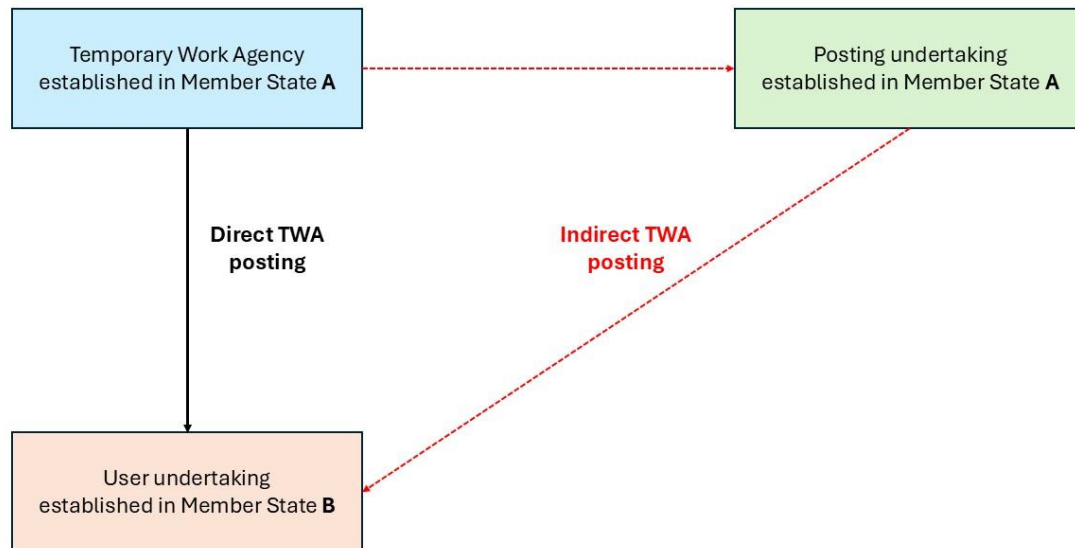 Temporary Work Agency
established in Member State A
Posting undertaking
established in Member State A
Direct TWA
posting
Indirect TWA
posting
User undertaking
established in Member State B